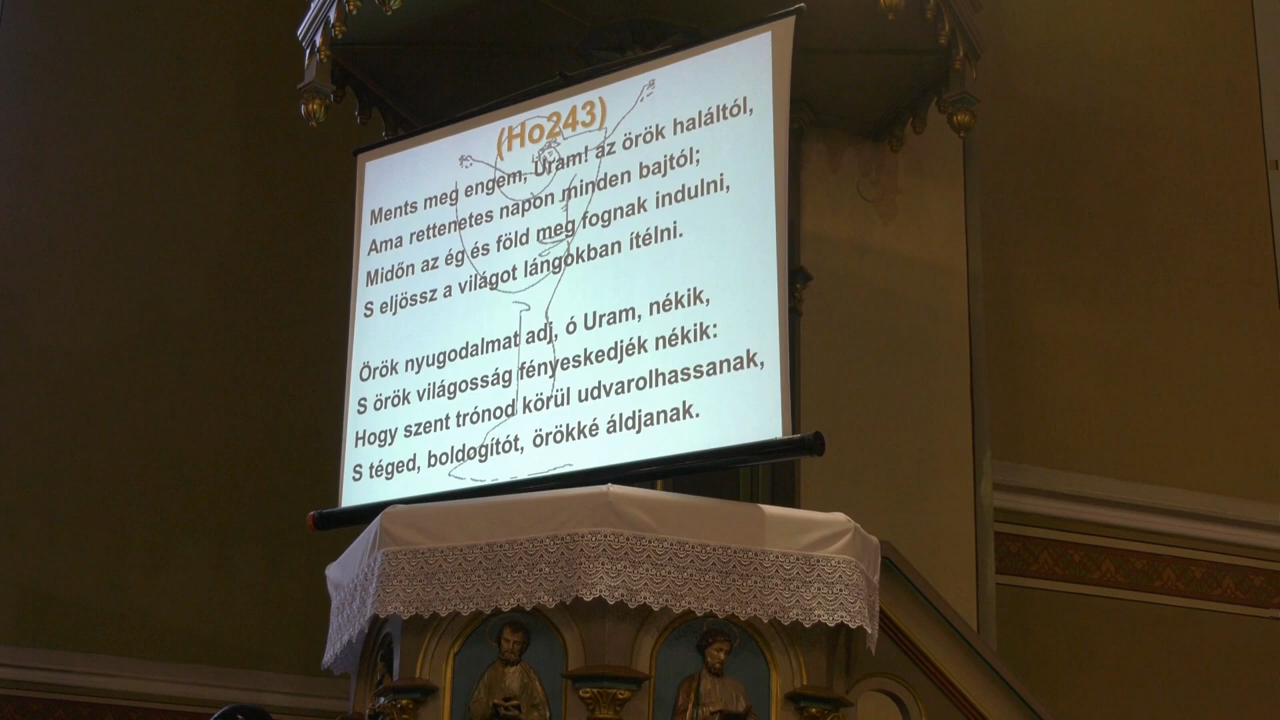 (Ho243)
Ments meg engem, Uram! az örök haláltól,
Ama rettenetes napon minden bajtól;
Midőn az ég és föld meg fognak indulni,
S eljössz a világot lángokban ítélni.
Örök nyugodalmat adj, ó Uram, nékik,
S örök világosság fényeskedjék nékik:
Hogy szent trónod körül udvarolhassanak,
S téged, boldogítót, örökké áldjanak.